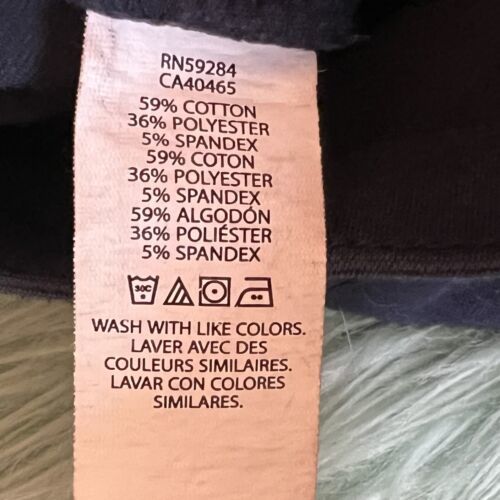 RN59284
CA40465
59% COTTON
36% POLYESTER
5% SPANDEX
59% COTON
36% POLYESTER
5% SPANDEX
59% ALGODÓN
36% POLIÉSTER
5% SPANDEX
30C
WASH WITH LIKE COLORS.
LAVER AVEC DES
COULEURS SIMILAIRES.
LAVAR CON COLORES
SIMILARES.